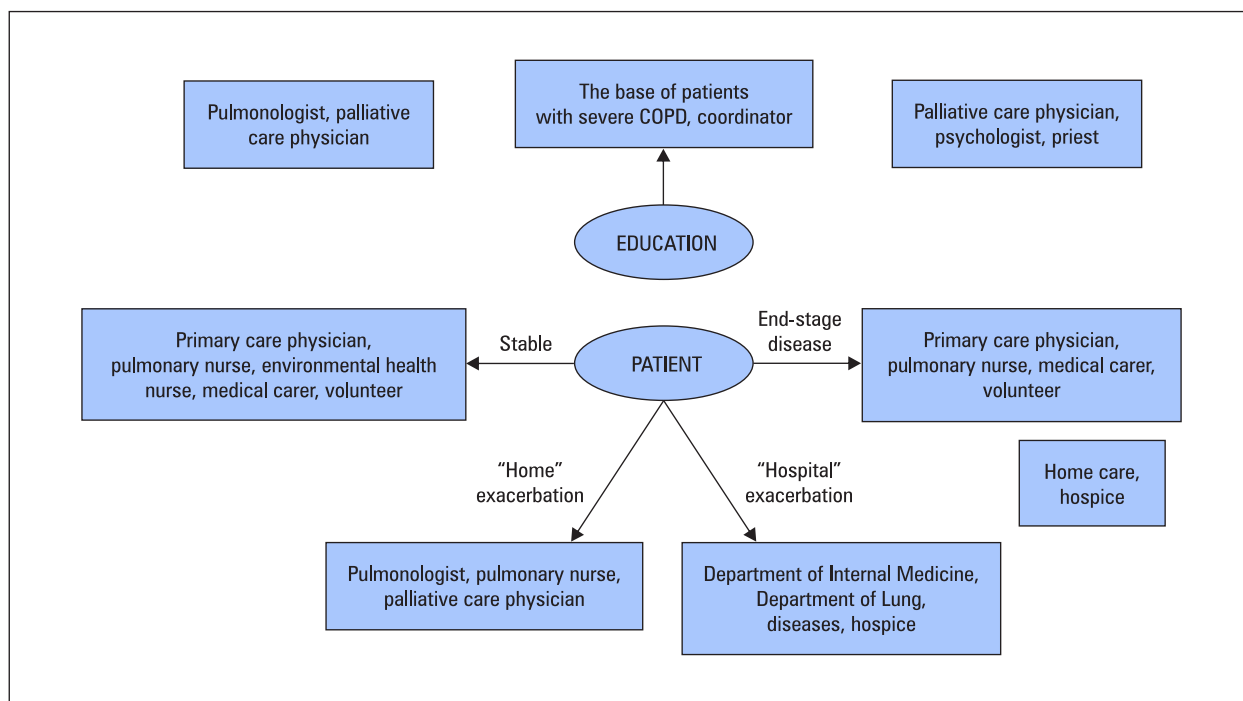 The base of patients
with severe COPD, coordinator
Pulmonologist, palliative
care physician
Palliative care physician,
psychologist, priest
EDUCATION
Primary care physician,
pulmonary nurse, environmental health
nurse, medical carer, volunteer
Stable
PATIENT
End-stage
disease
Primary care physician,
pulmonary nurse, medical carer,
volunteer
"Home"
exacerbation
"Hospital"
exacerbation
Home care,
hospice
Pulmonologist, pulmonary nurse,
palliative care physician
Department of Internal Medicine,
Department of Lung,
diseases, hospice